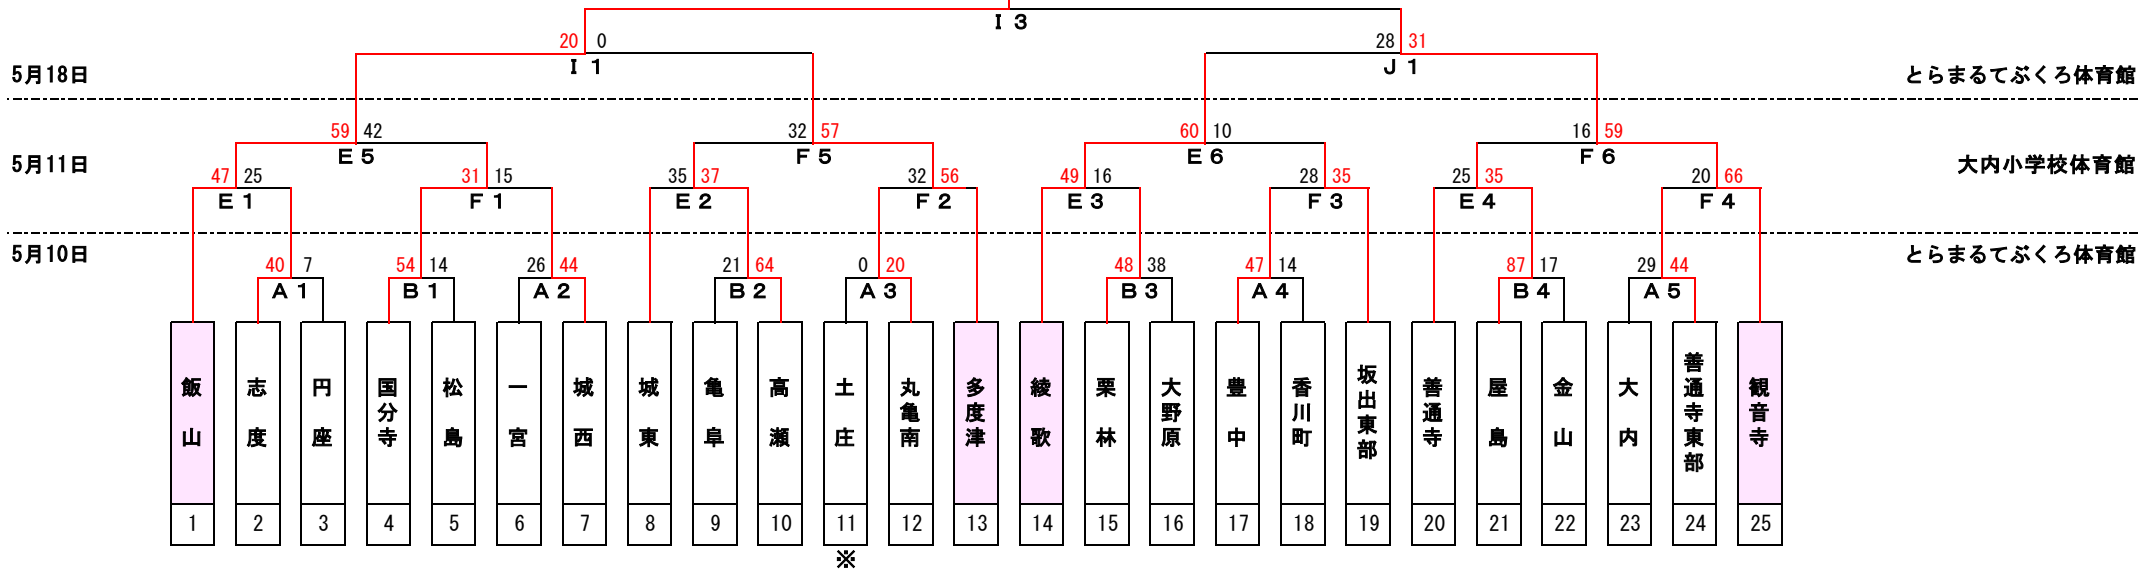 I 3
20 0
28 31
I 1
J 1
5月18日
とらまるてぶくろ体育館
59 42
32 57
60 10
16 59
E 5
F 5
E 6
F 6
5月11日
大内小学校体育館
47 25
31 15
35 37
32 56
49 16
28 35
25 35
20 66
E 1
F 1
E 2
F 2
E 3
F 3
E 4
F 4
5月10日
とらまるてぶくろ体育館
40 7
54 14
26 44
21 64
0 20
48 38
47 14
87 17
29 44
A 1
B 1
A 2
B 2
A 3
B 3
A 4
B 4
A 5
飯山
志度
円座
国分寺
松島
一宮
城西
城東
亀阜
高瀬
土庄
丸亀南
多度津
綾歌
栗林
大野原
豊中
香川町
坂出東部
善通寺
屋島
金山
大内
善通寺東部
観音寺
1 2 3 4 5 6 7 8 9 10 11 12 13 14 15 16 17 18 19 20 21 22 23 24 25
※